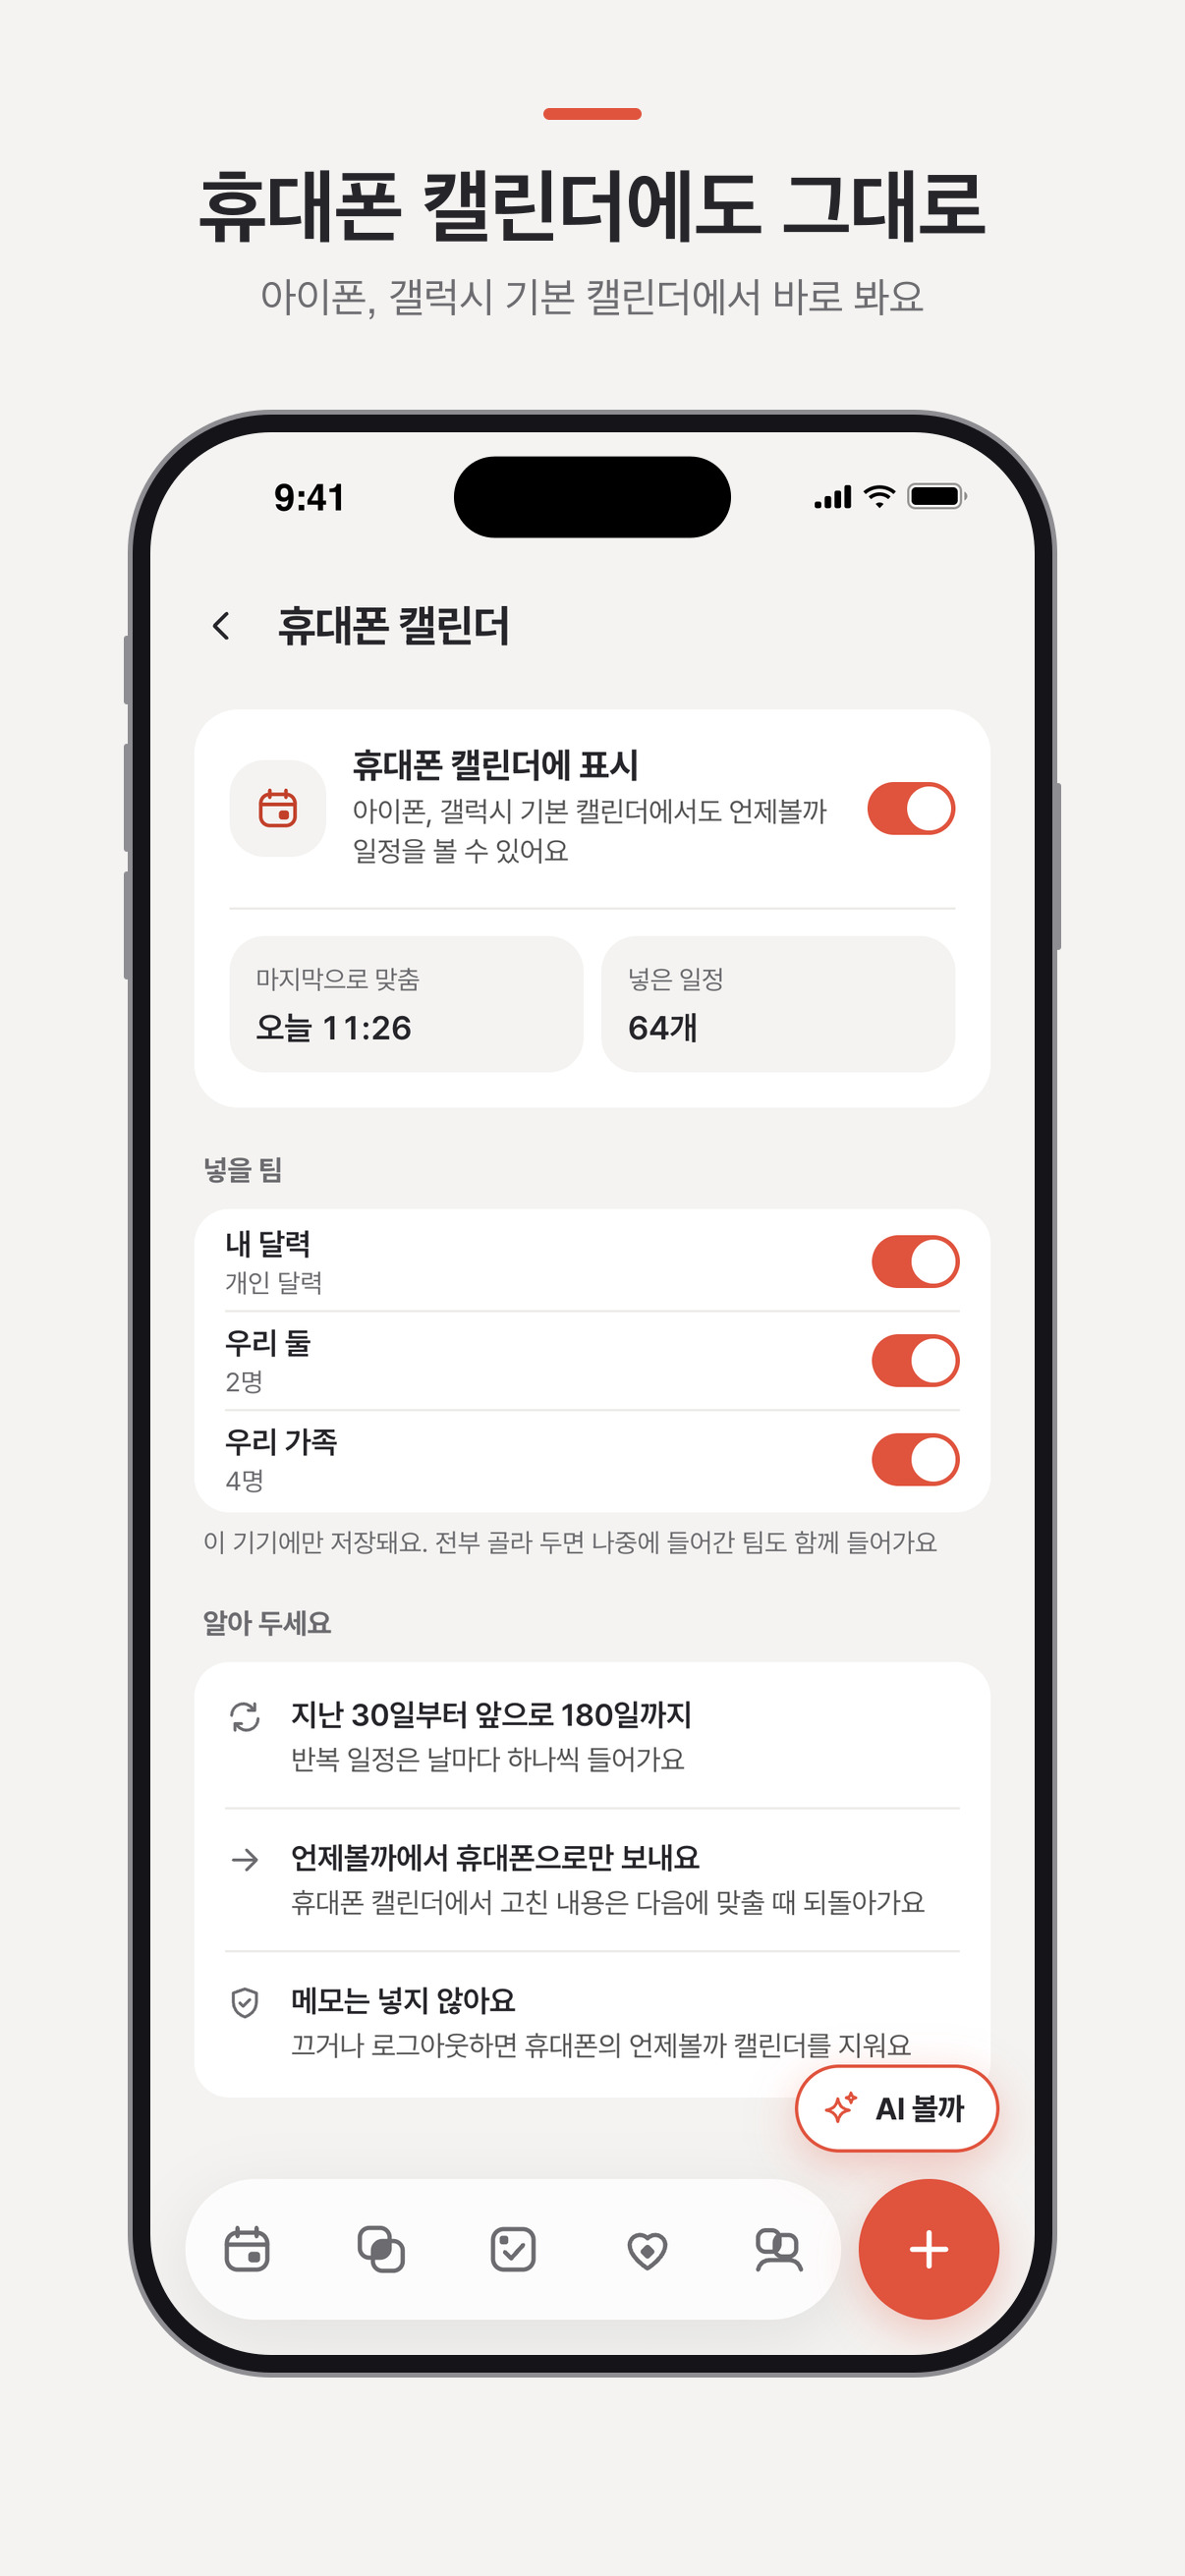 휴대폰 캘린더에도 그대로
아이폰, 갤럭시 기본 캘린더에서 바로 봐요
9:41
휴대폰 캘린더
휴대폰 캘린더에 표시
아이폰, 갤럭시 기본 캘린더에서도 언제볼까
일정을 볼 수 있어요
마지막으로 맞춤
오늘 11:26
넣은 일정
64개
넣을 팀
내 달력
개인 달력
우리 둘
2명
우리 가족
4명
이 기기에만 저장돼요. 전부 골라 두면 나중에 들어간 팀도 함께 들어가요
알아 두세요
지난 30일부터 앞으로 180일까지
반복 일정은 날마다 하나씩 들어가요
언제볼까에서 휴대폰으로만 보내요
휴대폰 캘린더에서 고친 내용은 다음에 맞출 때 되돌아가요
메모는 넣지 않아요
끄거나 로그아웃하면 휴대폰의 언제볼까 캘린더를 지워요
AI 볼까